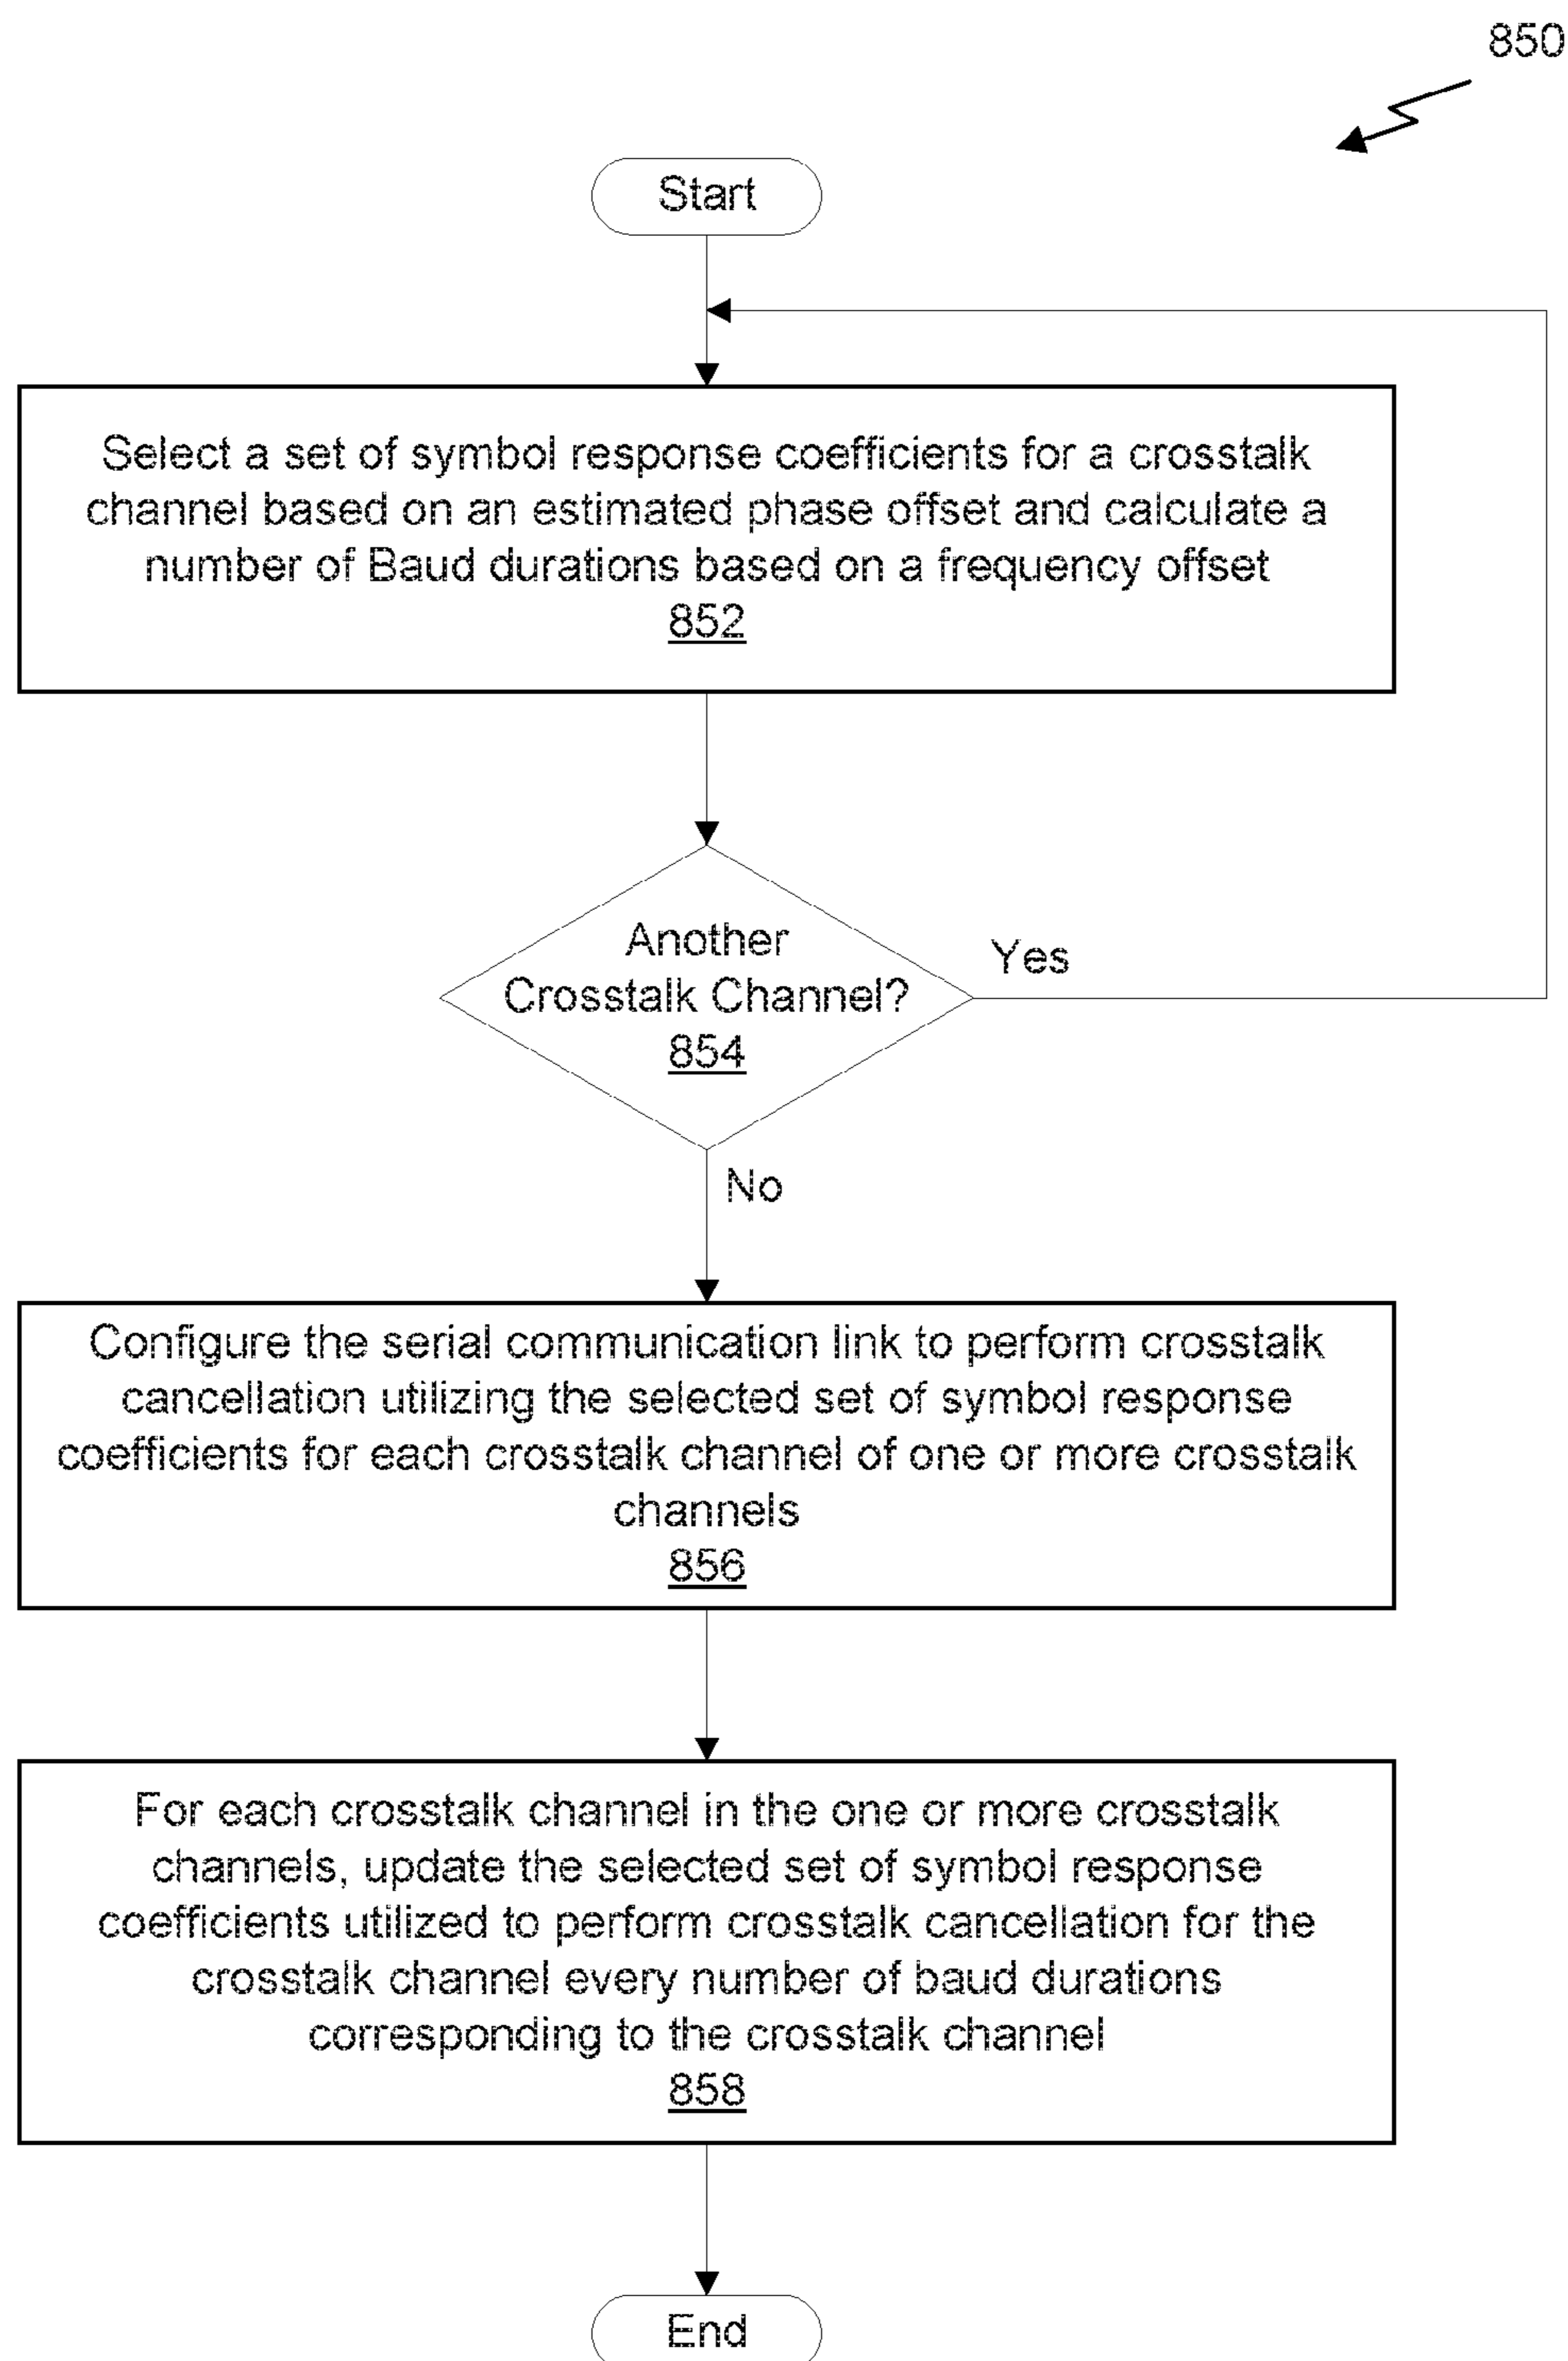 850
Start
Select a set of symbol response coefficients for a crosstalk
channel based on an estimated phase offset and calculate a
number of Baud durations based on a frequency offset
852
Another
Crosstalk Channel?
854
Yes
No
Configure the serial communication link to perform crosstalk
cancellation utilizing the selected set of symbol response
coefficients for each crosstalk channel of one or more crosstalk
channels
856
For each crosstalk channel in the one or more crosstalk
channels, update the selected set of symbol response
coefficients utilized to perform crosstalk cancellation for the
crosstalk channel every number of baud durations
corresponding to the crosstalk channel
858
End